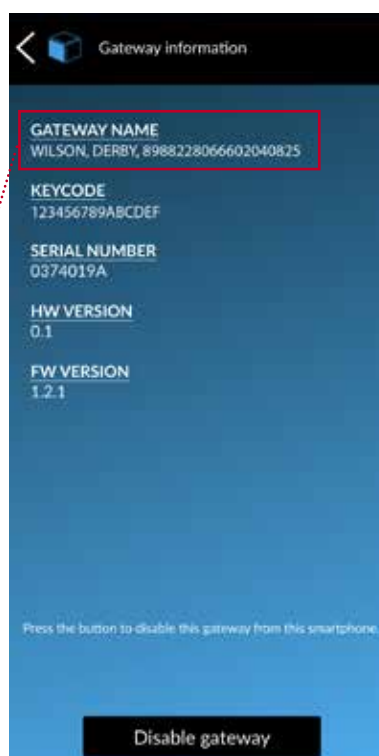 Gateway information
GATEWAY NAME
WILSON, DERBY, 8988228066602040825
KEYCODE
123456789ABCDEF
SERIAL NUMBER
0374019A
HW VERSION
0.1
FW VERSION
1.2.1
Press the button to disable this gateway from this smartphone.
Disable gateway